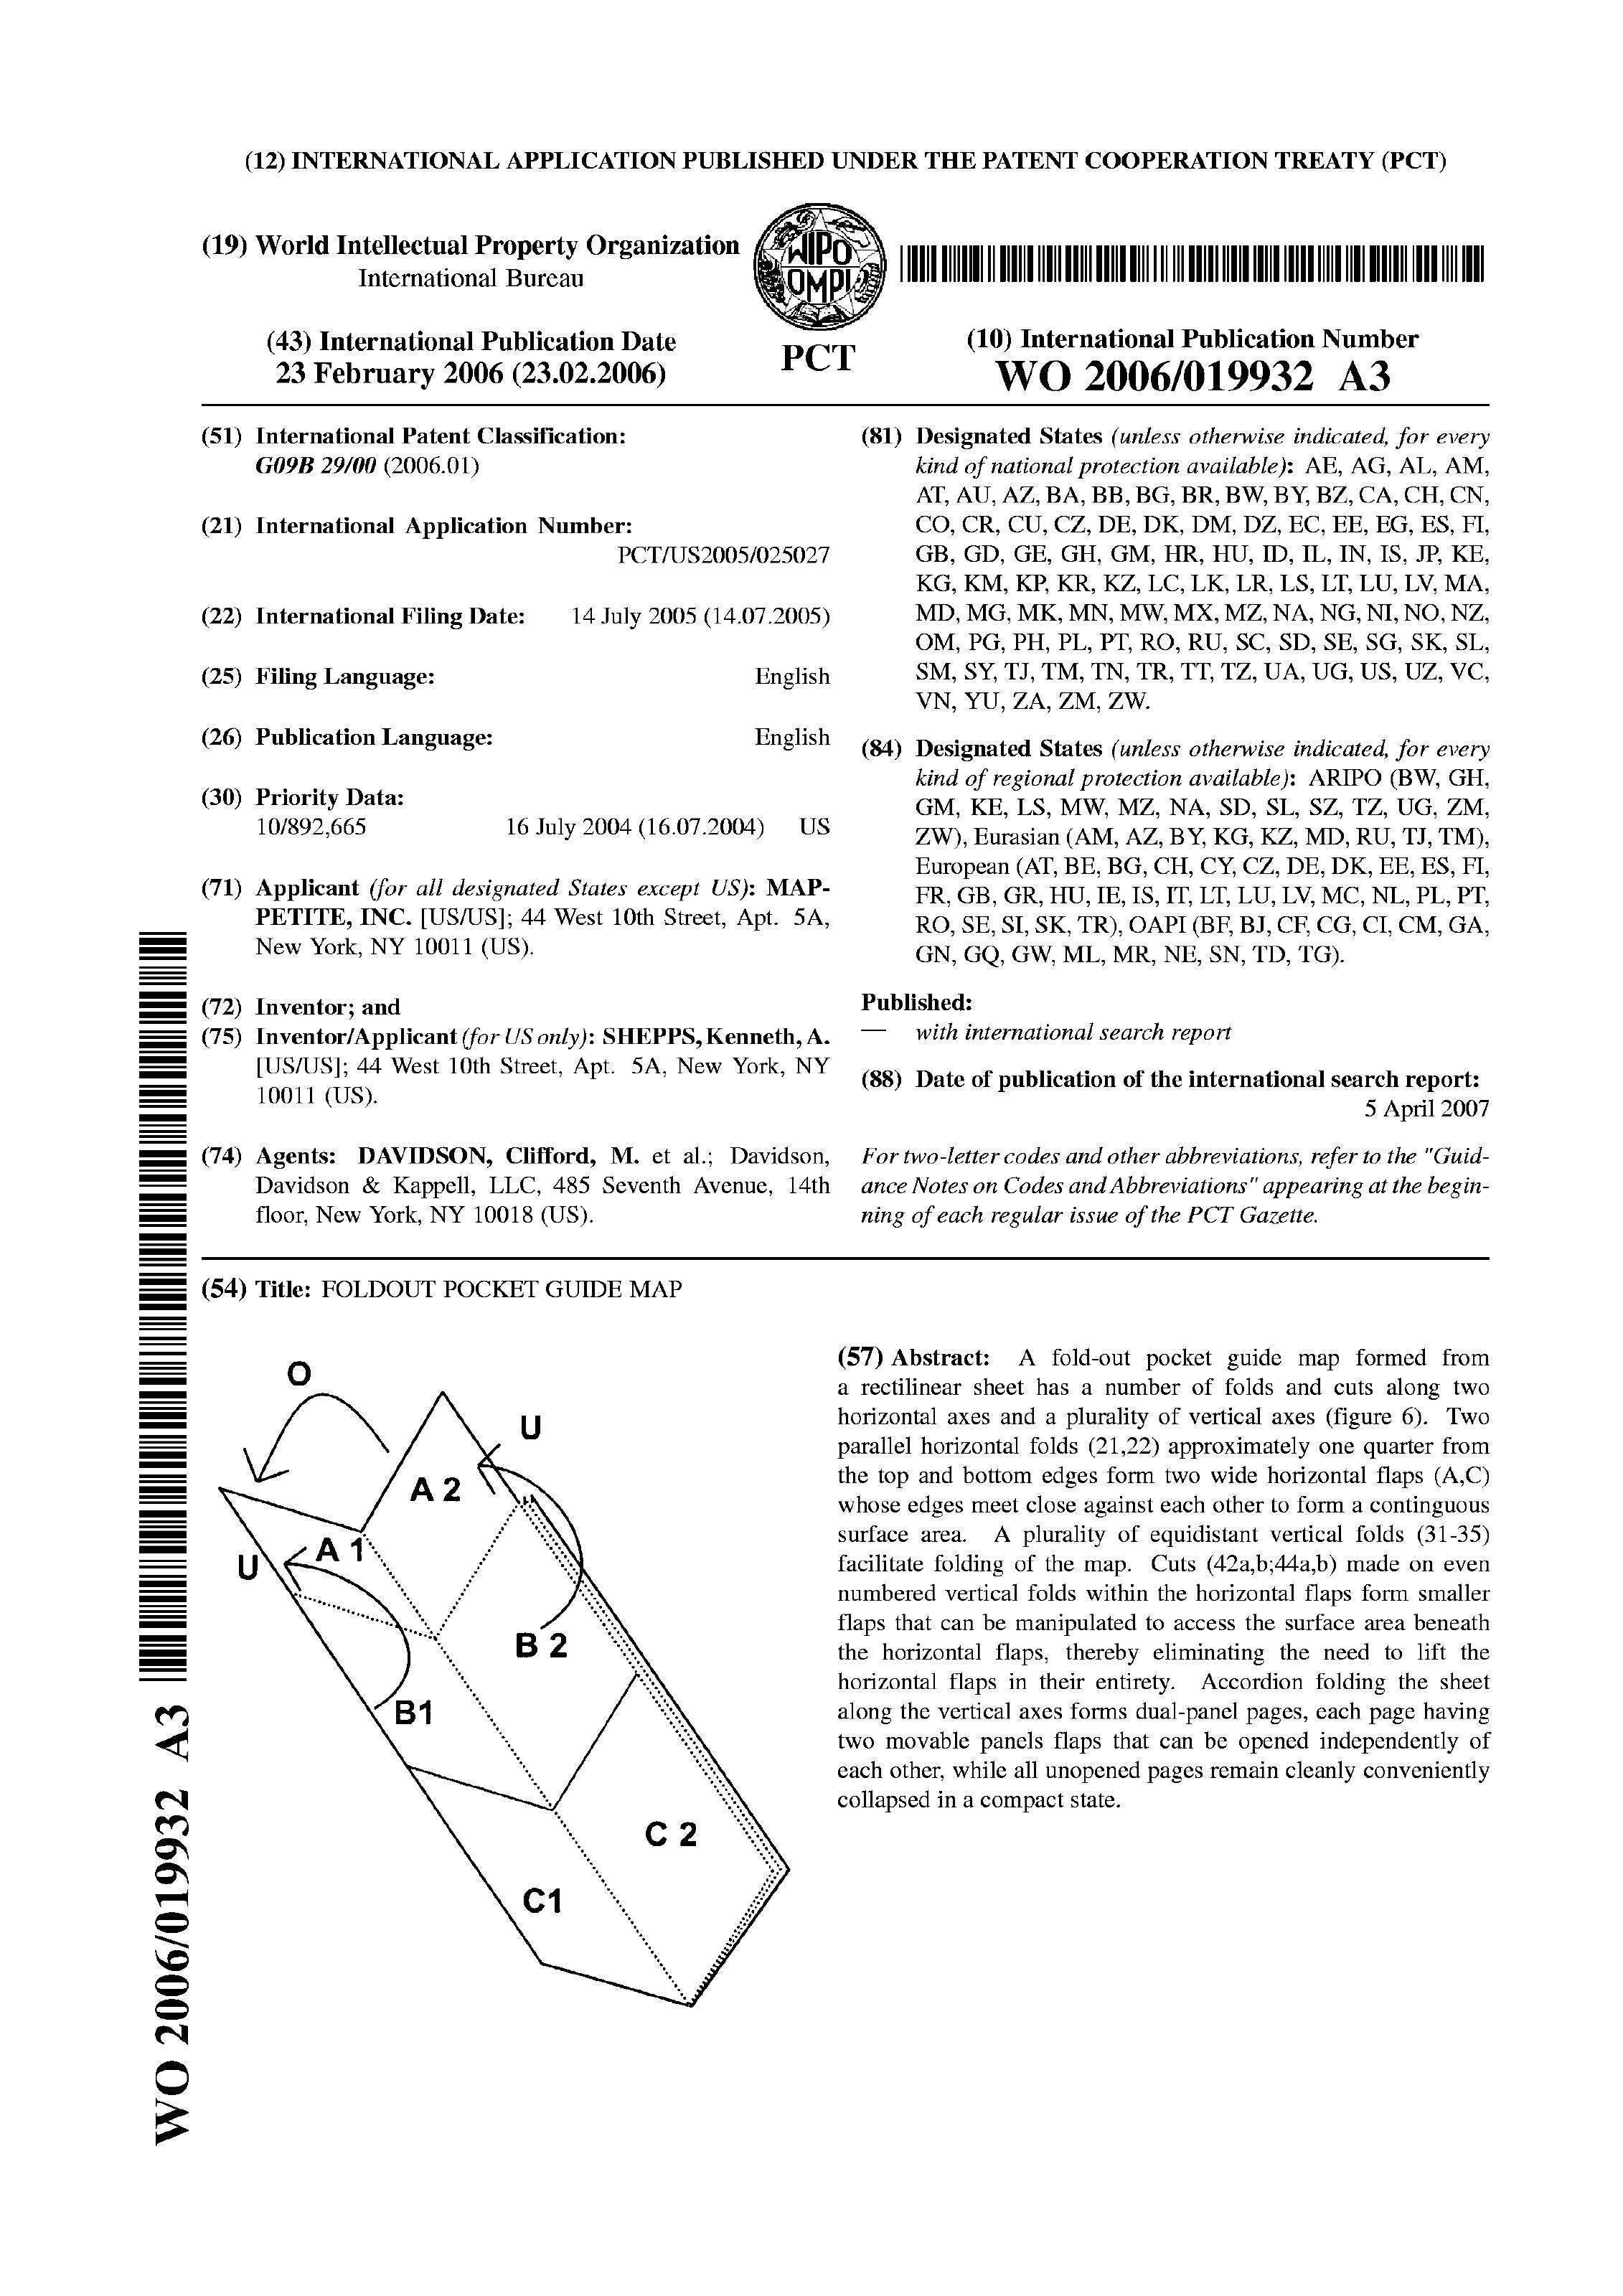 (12) INTERNATIONAL APPLICATION PUBLISHED UNDER THE PATENT COOPERATION TREATY (PCT)
(19) World Intellectual Property Organization
International Bureau
WIPO
OMPI
PCT
(43) International Publication Date
23 February 2006 (23.02.2006)
(10) International Publication Number
WO 2006/019932 A3
(51) International Patent Classification:
G09B 29/00 (2006.01)
(21) International Application Number:
PCT/US2005/025027
(22) International Filing Date: 14 July 2005 (14.07.2005)
(25) Filing Language: English
(26) Publication Language: English
(30) Priority Data:
10/892,665 16 July 2004 (16.07.2004) US
(71) Applicant (for all designated States except US): MAP-
PETITE, INC. [US/US]; 44 West 10th Street, Apt. 5A,
New York, NY 10011 (US).
(72) Inventor; and
(75) Inventor/Applicant (for US only): SHEPPS, Kenneth, A.
[US/US]; 44 West 10th Street, Apt. 5A, New York, NY
10011 (US).
(74) Agents: DAVIDSON, Clifford, M. et al.; Davidson,
Davidson & Kappell, LLC, 485 Seventh Avenue, 14th
floor, New York, NY 10018 (US).
(81) Designated States (unless otherwise indicated, for every
kind of national protection available): AE, AG, AL, AM,
AT, AU, AZ, BA, BB, BG, BR, BW, BY, BZ, CA, CH, CN,
CO, CR, CU, CZ, DE, DK, DM, DZ, EC, EE, EG, ES, FI,
GB, GD, GE, GH, GM, HR, HU, ID, IL, IN, IS, JP, KE,
KG, KM, KP, KR, KZ, LC, LK, LR, LS, LT, LU, LV, MA,
MD, MG, MK, MN, MW, MX, MZ, NA, NG, NI, NO, NZ,
OM, PG, PH, PL, PT, RO, RU, SC, SD, SE, SG, SK, SL,
SM, SY, TJ, TM, TN, TR, TT, TZ, UA, UG, US, UZ, VC,
VN, YU, ZA, ZM, ZW.
(84) Designated States (unless otherwise indicated, for every
kind of regional protection available): ARIPO (BW, GH,
GM, KE, LS, MW, MZ, NA, SD, SL, SZ, TZ, UG, ZM,
ZW), Eurasian (AM, AZ, BY, KG, KZ, MD, RU, TJ, TM),
European (AT, BE, BG, CH, CY, CZ, DE, DK, EE, ES, FI,
FR, GB, GR, HU, IE, IS, IT, LT, LU, LV, MC, NL, PL, PT,
RO, SE, SI, SK, TR), OAPI (BF, BJ, CF, CG, CI, CM, GA,
GN, GQ, GW, ML, MR, NE, SN, TD, TG).
Published:
— with international search report
(88) Date of publication of the international search report:
5 April 2007
For two-letter codes and other abbreviations, refer to the "Guid-
ance Notes on Codes and Abbreviations" appearing at the begin-
ning of each regular issue of the PCT Gazette.
(54) Title: FOLDOUT POCKET GUIDE MAP
O
U
A 2
A 1
U
B 2
B1
C 2
C1
(57) Abstract: A fold-out pocket guide map formed from
a rectilinear sheet has a number of folds and cuts along two
horizontal axes and a plurality of vertical axes (figure 6). Two
parallel horizontal folds (21,22) approximately one quarter from
the top and bottom edges form two wide horizontal flaps (A,C)
whose edges meet close against each other to form a continguous
surface area. A plurality of equidistant vertical folds (31-35)
facilitate folding of the map. Cuts (42a,b;44a,b) made on even
numbered vertical folds within the horizontal flaps form smaller
flaps that can be manipulated to access the surface area beneath
the horizontal flaps, thereby eliminating the need to lift the
horizontal flaps in their entirety. Accordion folding the sheet
along the vertical axes forms dual-panel pages, each page having
two movable panels flaps that can be opened independently of
each other, while all unopened pages remain cleanly conveniently
collapsed in a compact state.
WO 2006/019932 A3